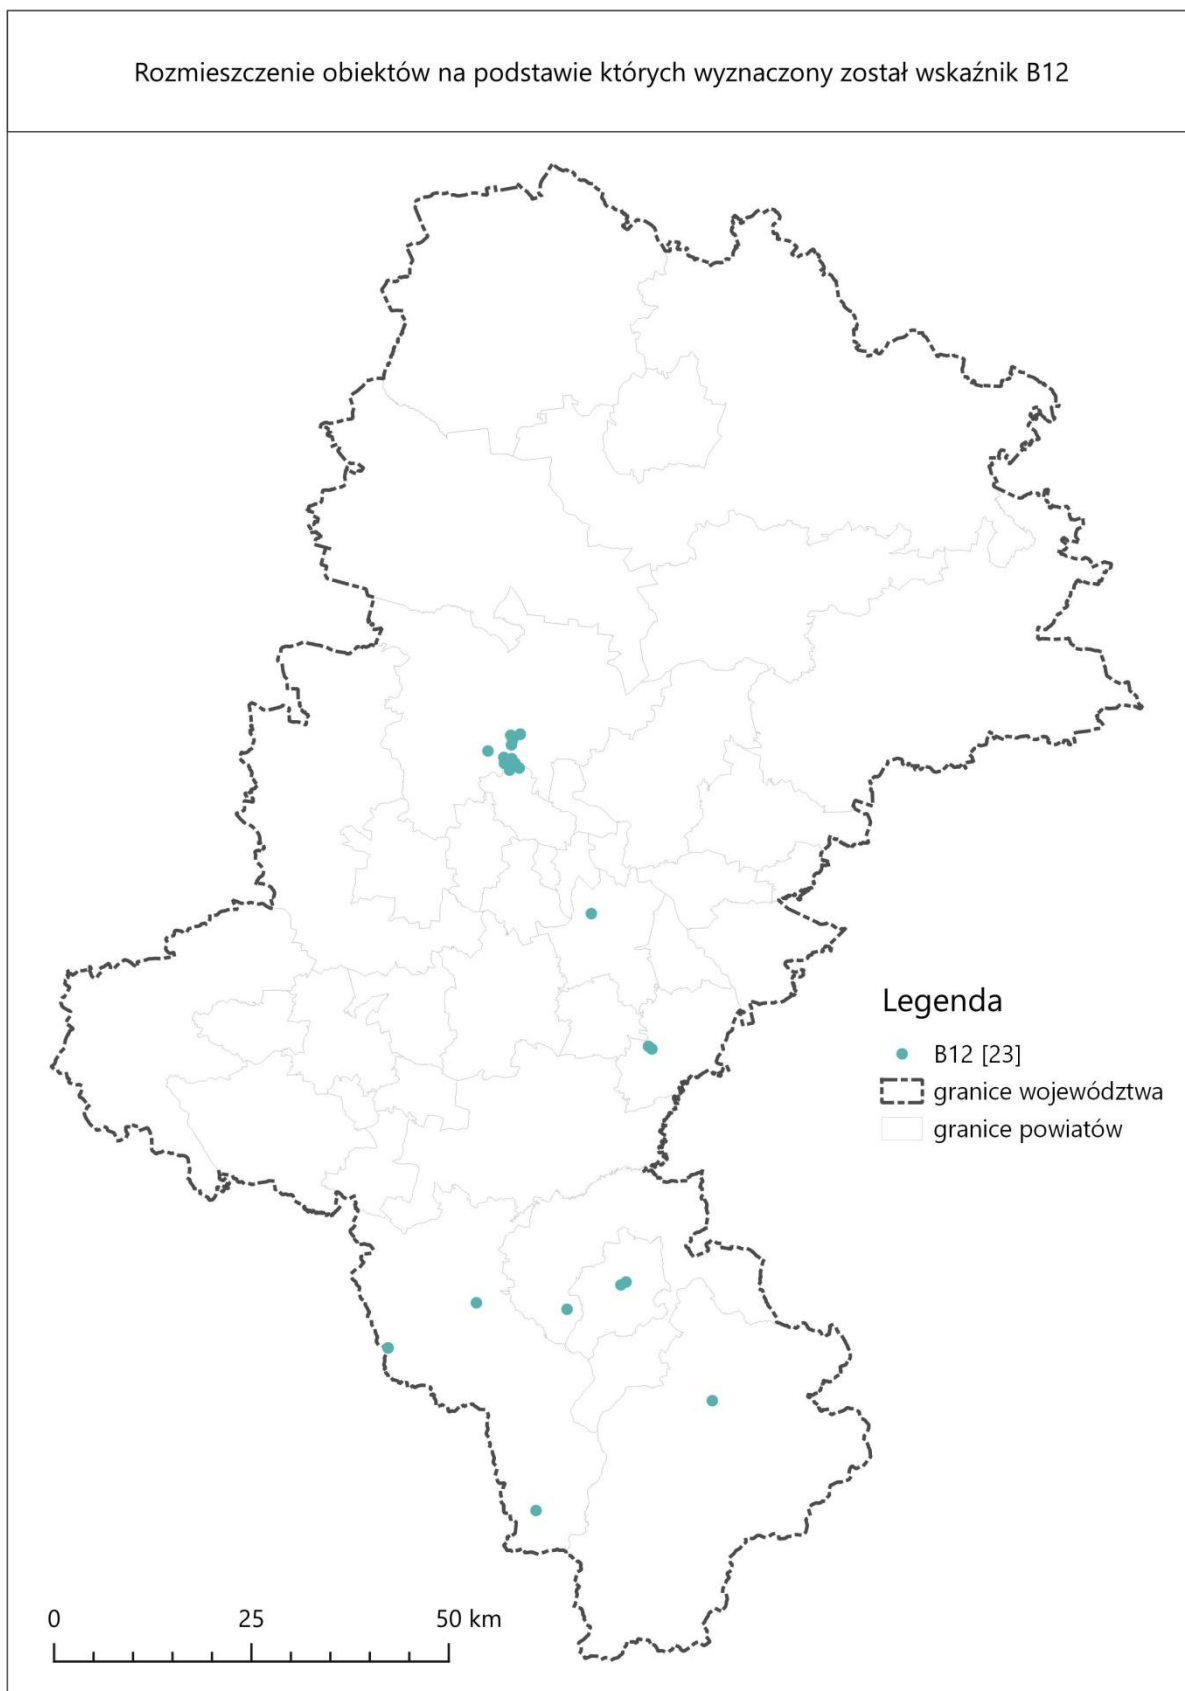 Rozmieszczenie obiektów na podstawie których wyznaczony został wskaźnik B12
Legenda
B12 [23]
granice województwa
granice powiatów
0 25 50 km